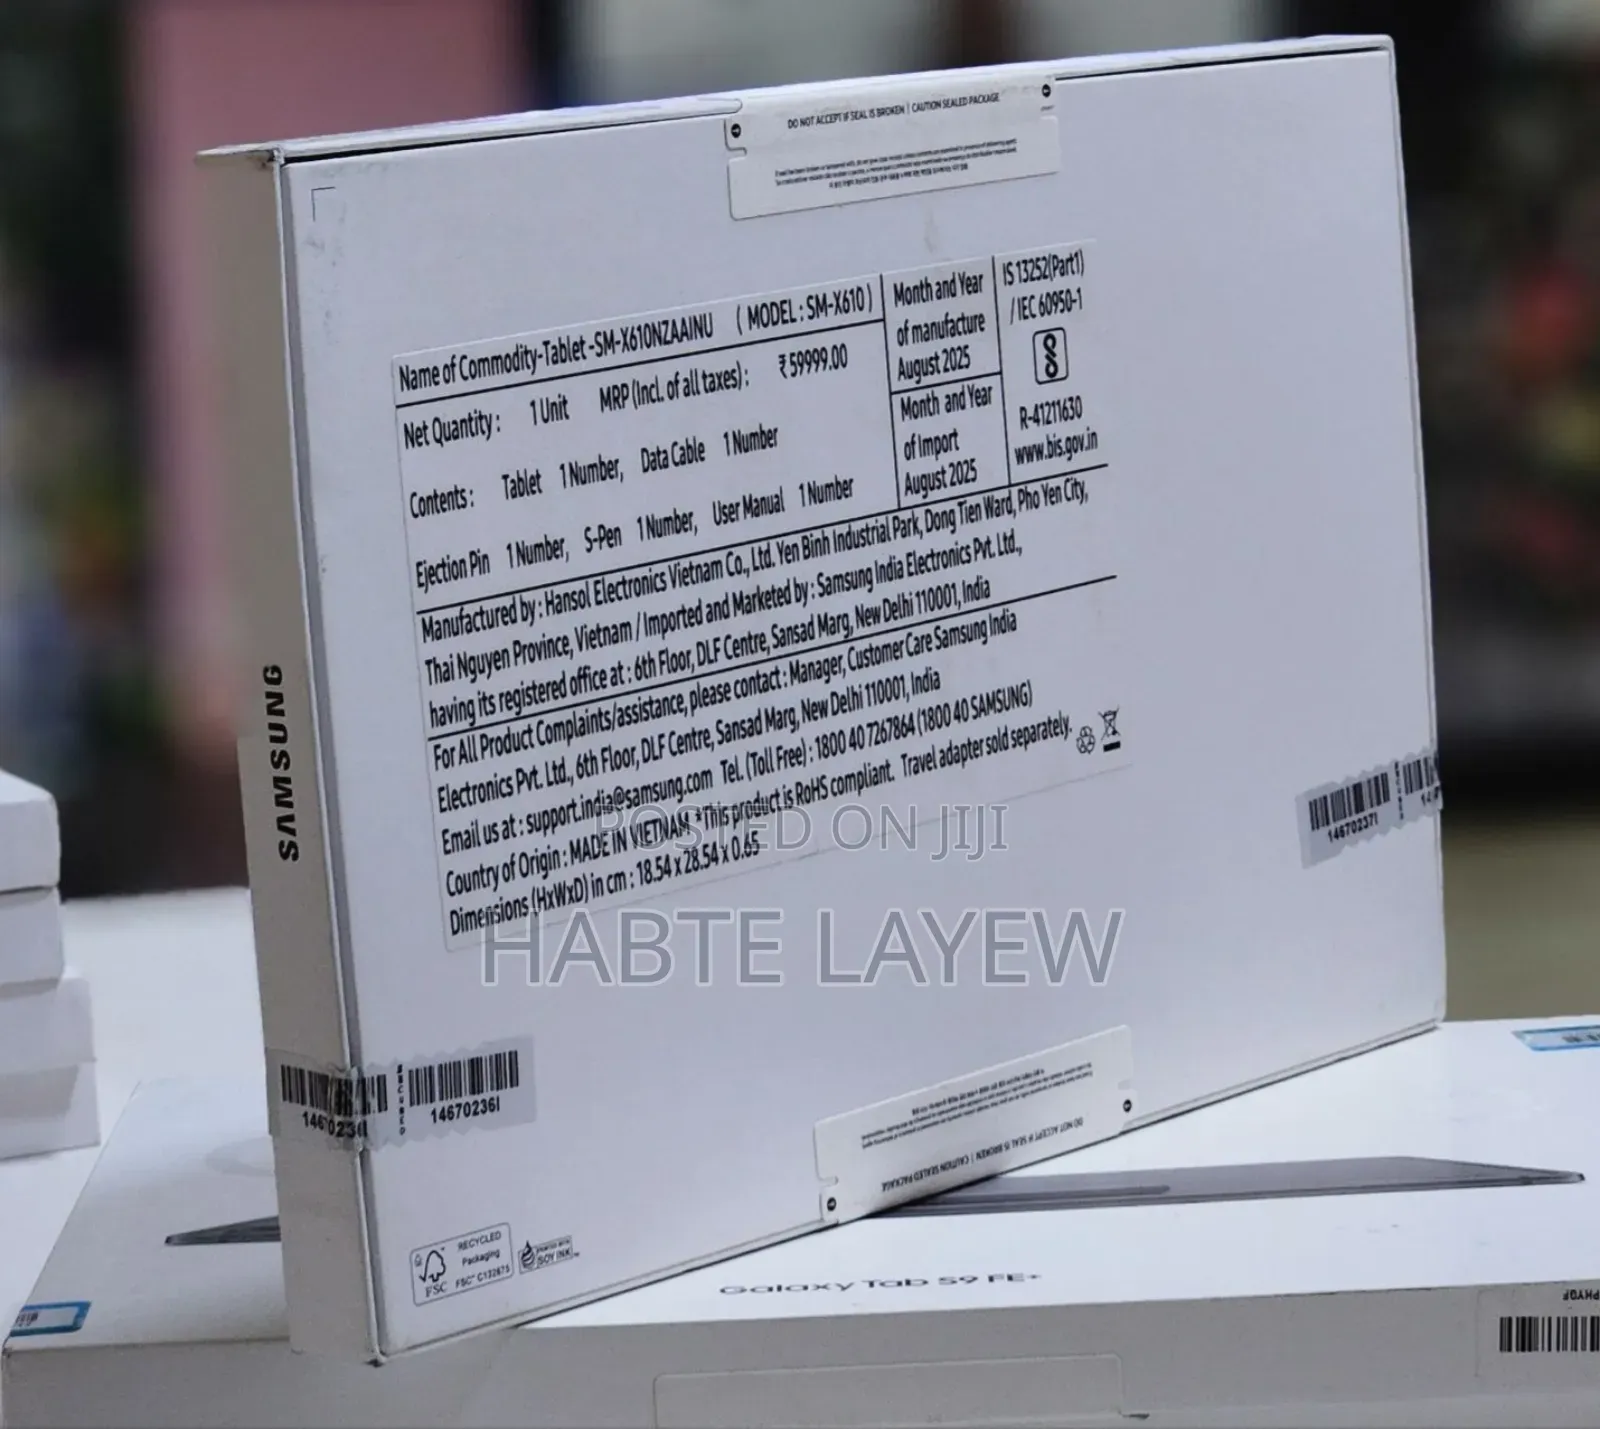 DO NOT ACCEPT IF SEAL IS BROKEN | CAUTION SEALED PACKAGE
Name of Commodity-Tablet -SM-X610NZAAINU ( MODEL : SM-X610 )
Net Quantity : 1 Unit MRP (Incl. of all taxes) : ₹ 59999.00
Contents : Tablet 1 Number, Data Cable 1 Number
Ejection Pin 1 Number, S-Pen 1 Number, User Manual 1 Number
Month and Year
of manufacture
August 2025
Month and Year
of Import
August 2025
IS 13252(Part1)
/ IEC 60950-1
R-41211630
www.bis.gov.in
Manufactured by : Hansol Electronics Vietnam Co., Ltd. Yen Binh Industrial Park, Dong Tien Ward, Pho Yen City,
Thai Nguyen Province, Vietnam / Imported and Marketed by : Samsung India Electronics Pvt. Ltd.,
having its registered office at : 6th Floor, DLF Centre, Sansad Marg, New Delhi 110001, India
For All Product Complaints/assistance, please contact : Manager, Customer Care Samsung India
Electronics Pvt. Ltd., 6th Floor, DLF Centre, Sansad Marg, New Delhi 110001, India
Email us at : support.india@samsung.com Tel. (Toll Free) : 1800 40 7267864 (1800 40 SAMSUNG)
Country of Origin : MADE IN VIETNAM *This product is RoHS compliant. Travel adapter sold separately.
Dimensions (HxWxD) in cm : 18.54 x 28.54 x 0.65
SAMSUNG
POSTED ON JIJI
HABTE LAYEW
14670237I
14670236I
14670236I
DO NOT ACCEPT IF SEAL IS BROKEN | CAUTION SEALED PACKAGE
RECYCLED
Packaging
FSC
FSC® C132675
PRINTED WITH
SOY INK™
Galaxy Tab S9 FE+